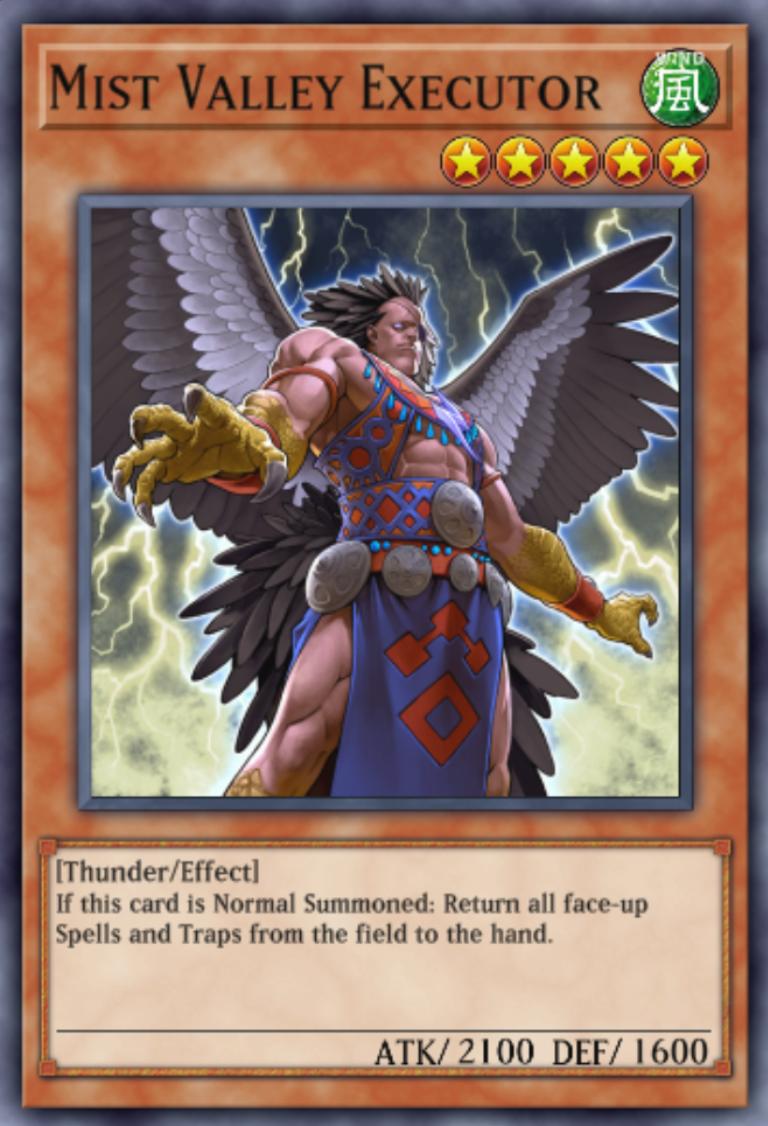 MIST VALLEY EXECUTOR
WIND
風
[Thunder/Effect]
If this card is Normal Summoned: Return all face-up
Spells and Traps from the field to the hand.
ATK/ 2100 DEF/ 1600